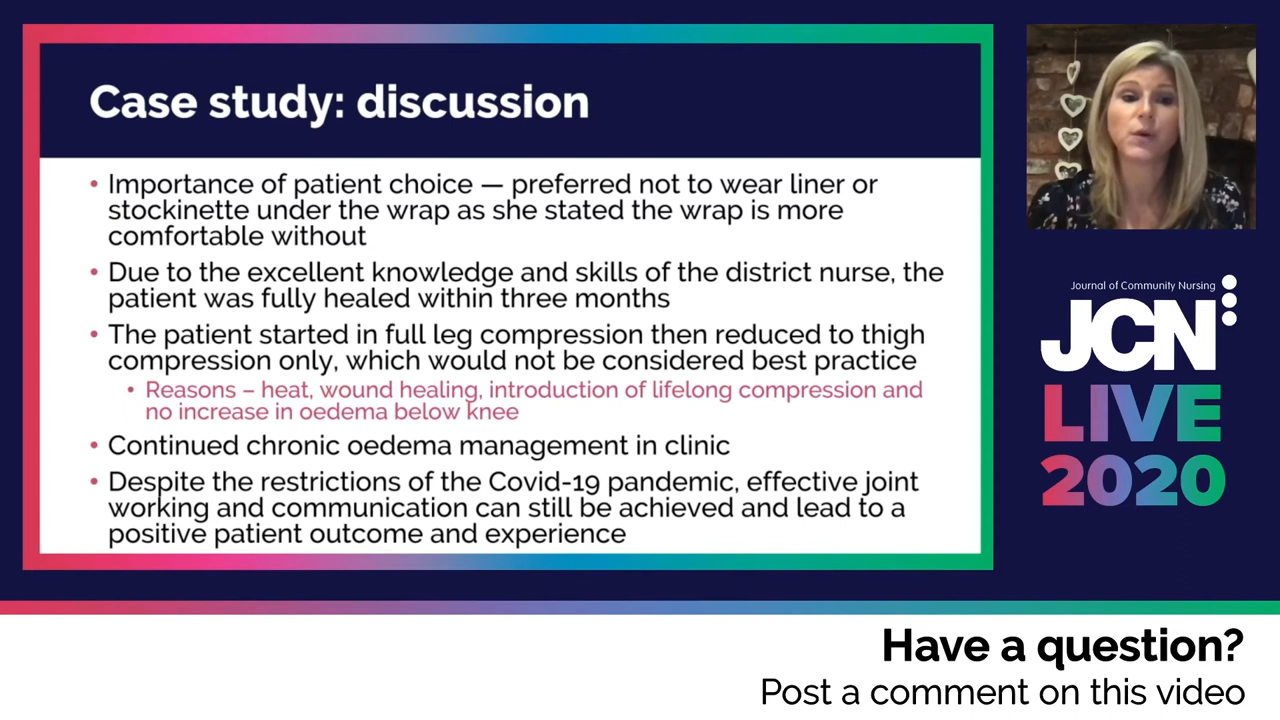 Case study: discussion
• Importance of patient choice — preferred not to wear liner or
stockinette under the wrap as she stated the wrap is more
comfortable without
• Due to the excellent knowledge and skills of the district nurse, the
patient was fully healed within three months
• The patient started in full leg compression then reduced to thigh
compression only, which would not be considered best practice
• Reasons – heat, wound healing, introduction of lifelong compression and
no increase in oedema below knee
• Continued chronic oedema management in clinic
• Despite the restrictions of the Covid-19 pandemic, effective joint
working and communication can still be achieved and lead to a
positive patient outcome and experience
Journal of Community Nursing
JCN
LIVE
2020
Have a question?
Post a comment on this video